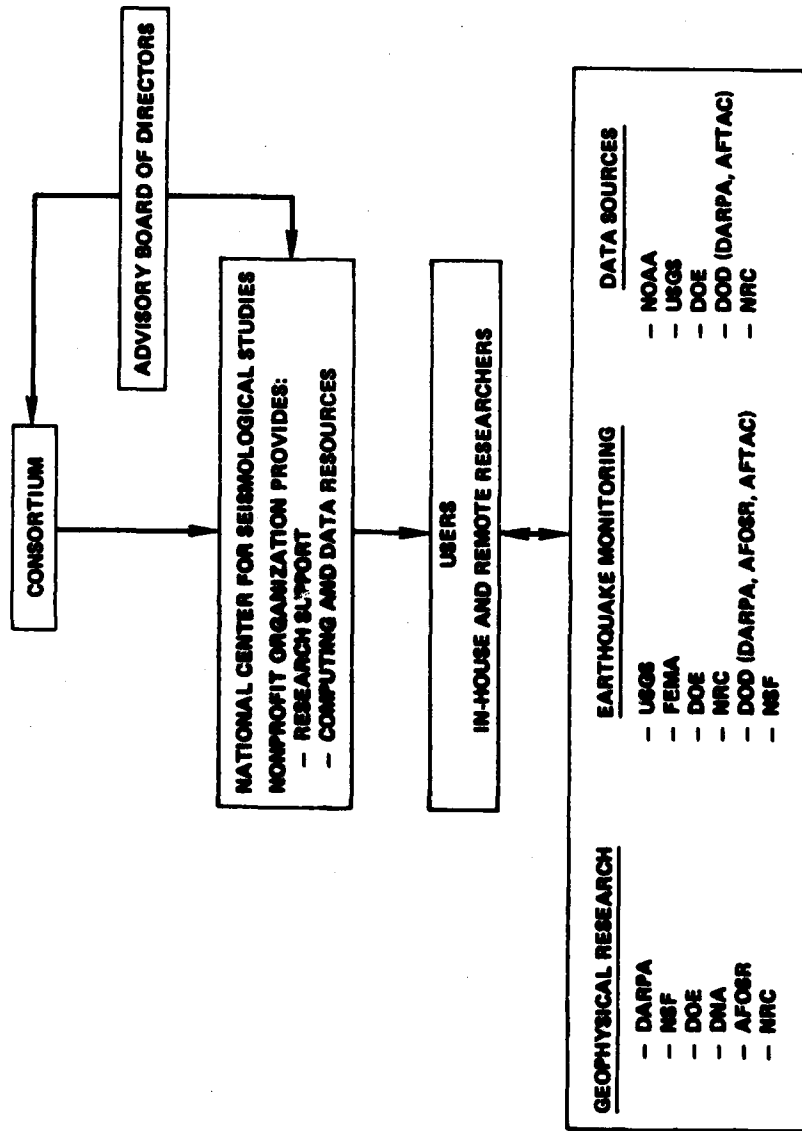 CONSORTIUM
ADVISORY BOARD OF DIRECTORS
NATIONAL CENTER FOR SEISMOLOGICAL STUDIES
NONPROFIT ORGANIZATION PROVIDES:
– RESEARCH SUPPORT
– COMPUTING AND DATA RESOURCES
USERS
IN-HOUSE AND REMOTE RESEARCHERS
GEOPHYSICAL RESEARCH
– DARPA
– NSF
– DOE
– DNA
– AFOSR
– NRC
EARTHQUAKE MONITORING
– USGS
– FEMA
– DOE
– NRC
– DOD (DARPA, AFOSR, AFTAC)
– NSF
DATA SOURCES
– NOAA
– USGS
– DOE
– DOD (DARPA, AFTAC)
– NRC